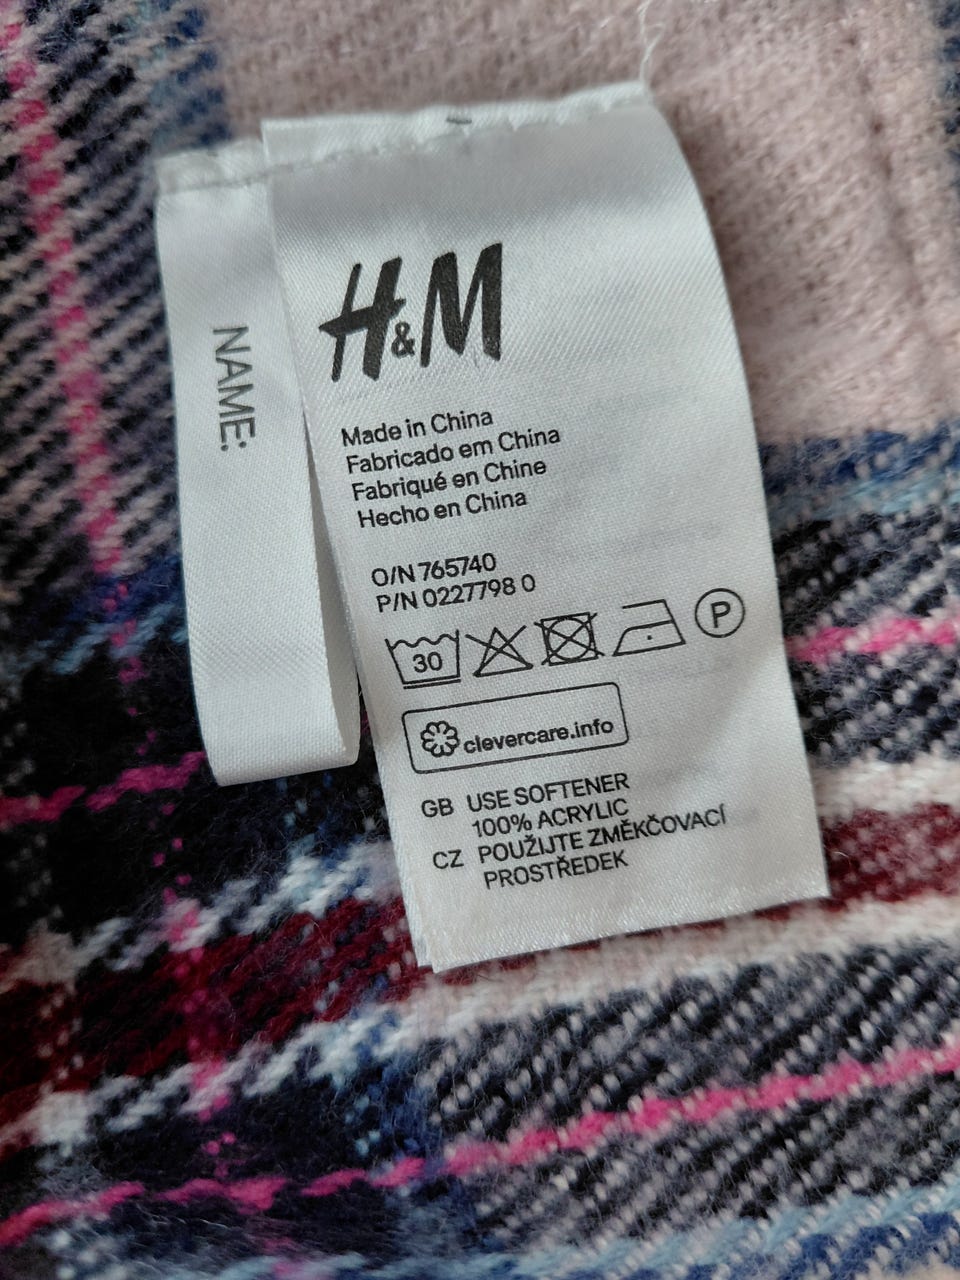 NAME:
H&M
Made in China
Fabricado em China
Fabriqué en Chine
Hecho en China
O/N 765740
P/N 0227798 0
30
P
clevercare.info
GB USE SOFTENER
100% ACRYLIC
CZ POUŽIJTE ZMĚKČOVACÍ
PROSTŘEDEK